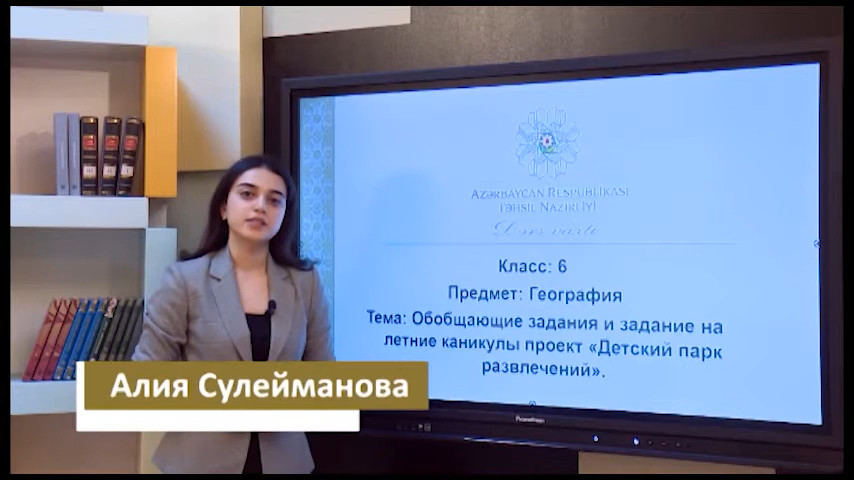 AZƏRBAYCAN RESPUBLİKASI
TƏHSİL NAZİRLİYİ
Dərs vaxtı
Класс: 6
Предмет: География
Тема: Обобщающие задания и задание на
летние каникулы проект «Детский парк
развлечений».
Алия Сулейманова
Promethean